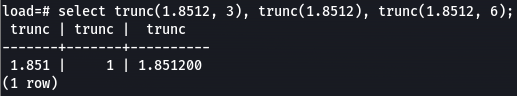 load=# select trunc(1.8512, 3), trunc(1.8512), trunc(1.8512, 6);
 trunc | trunc |  trunc
-------+-------+----------
 1.851 |     1 | 1.851200
(1 row)